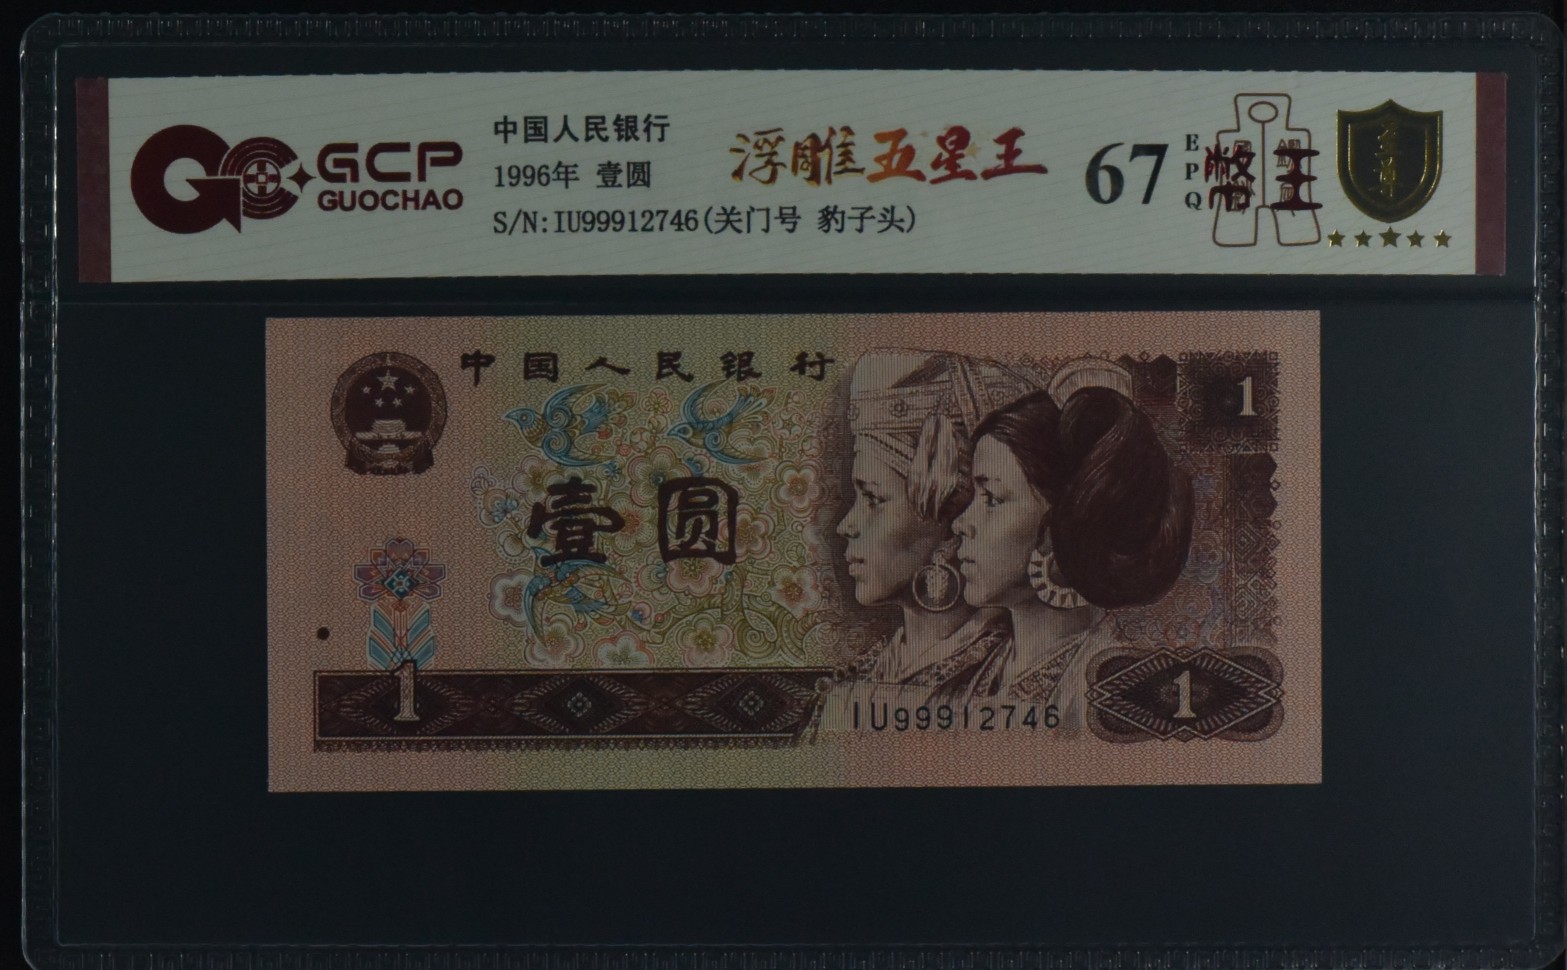 GCP
GUOCHAO
中国人民银行
1996年 壹圆
S/N:IU99912746(关门号 豹子头)
浮雕五星王
67
EPQ
至尊
中国人民银行
1
壹圆
1
IU99912746
1